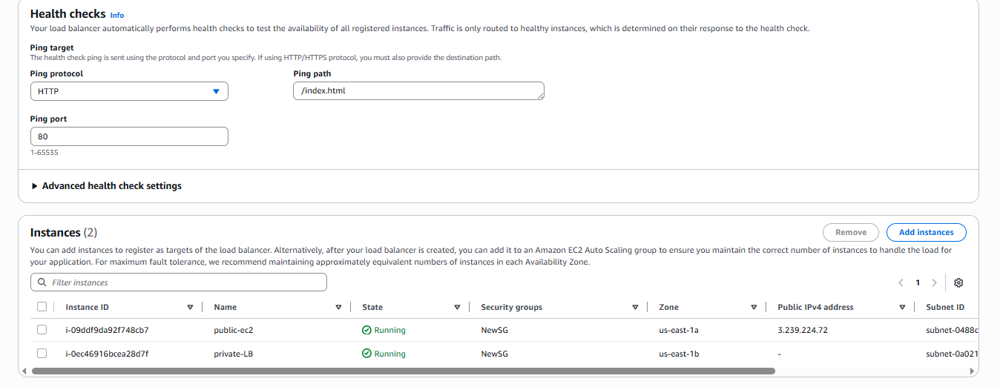 Health checks Info
Your load balancer automatically performs health checks to test the availability of all registered instances. Traffic is only routed to healthy instances, which is determined on their response to the health check.
Ping target
The health check ping is sent using the protocol and port you specify. If using HTTP/HTTPS protocol, you must also provide the destination path.
Ping protocol Ping path
HTTP /index.html
Ping port
80
1-65535
Advanced health check settings
Instances (2) Remove Add instances
You can add instances to register as targets of the load balancer. Alternatively, after your load balancer is created, you can add it to an Amazon EC2 Auto Scaling group to ensure you maintain the correct number of instances to handle the load for
your application. For maximum fault tolerance, we recommend maintaining approximately equivalent numbers of instances in each Availability Zone.
Filter instances 1
Instance ID Name State Security groups Zone Public IPv4 address Subnet ID
i-09ddf9da92f748cb7 public-ec2 Running NewSG us-east-1a 3.239.224.72 subnet-0488c
i-0ec46916bcea28d7f private-LB Running NewSG us-east-1b - subnet-0a021